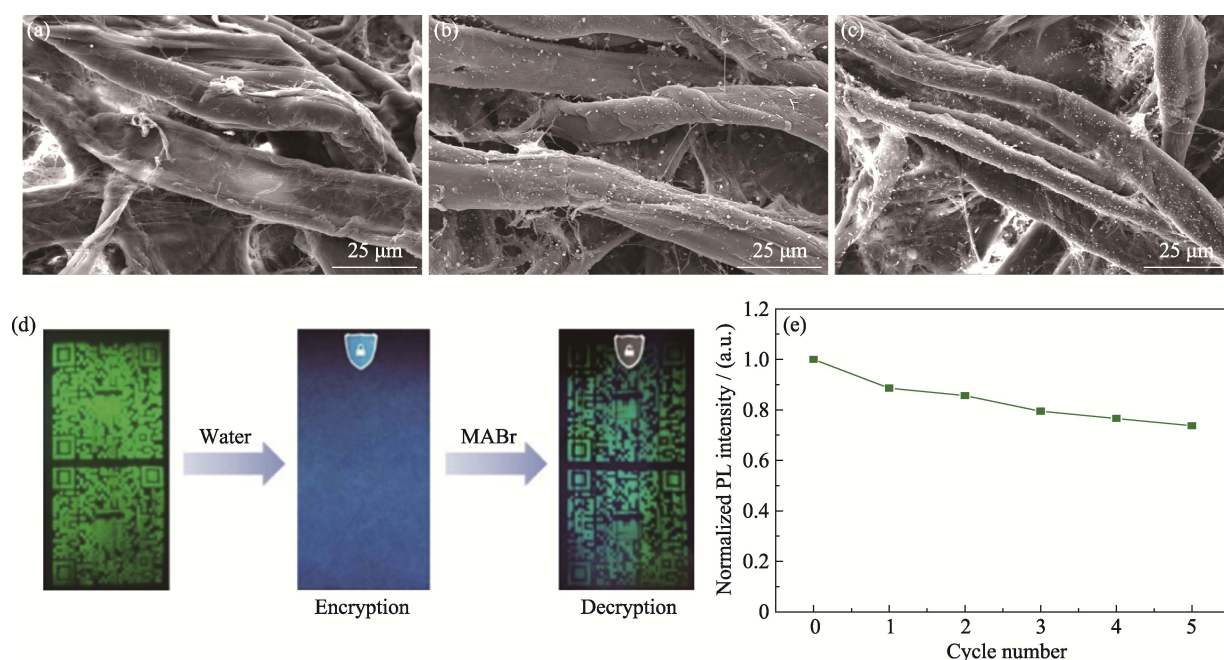 (a)
(b)
(c)
25 μm
25 μm
25 μm
(d)
Water
MABr
Encryption
Decryption
(e)
Normalized PL intensity / (a.u.)
1.2
1.0
0.8
0.6
0.4
0.2
0
0 1 2 3 4 5
Cycle number